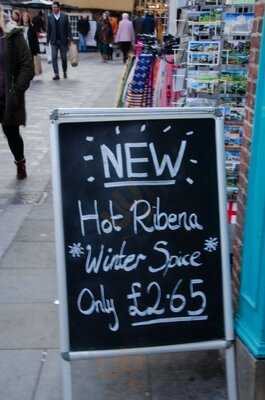 NEW
Hot Ribena
Winter Spice
Only £2.65